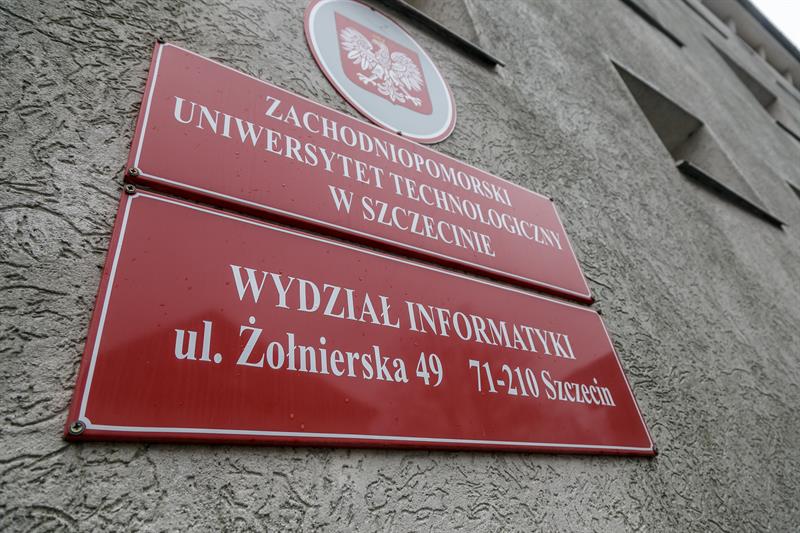 ZACHODNIOPOMORSKI
UNIWERSYTET TECHNOLOGICZNY
W SZCZECINIE
WYDZIAŁ INFORMATYKI
ul. Żołnierska 49 71-210 Szczecin